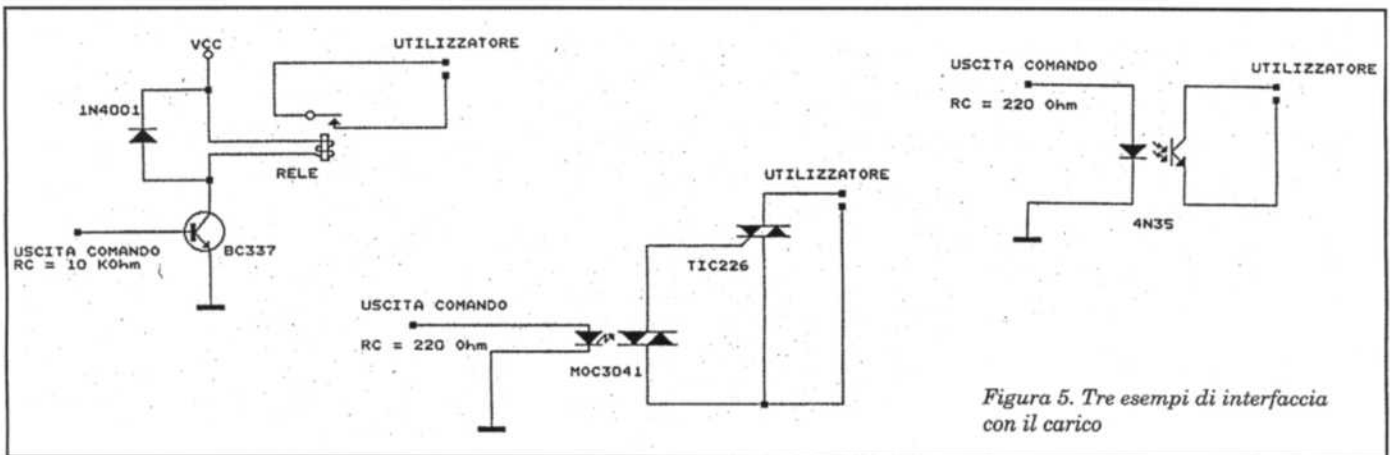 VCC
UTILIZZATORE
1N4001
RELE
USCITA COMANDO
RC = 10 KOhm
BC337
UTILIZZATORE
TIC226
USCITA COMANDO
RC = 220 Ohm
MOC3041
USCITA COMANDO
RC = 220 Ohm
UTILIZZATORE
4N35
Figura 5. Tre esempi di interfaccia
con il carico